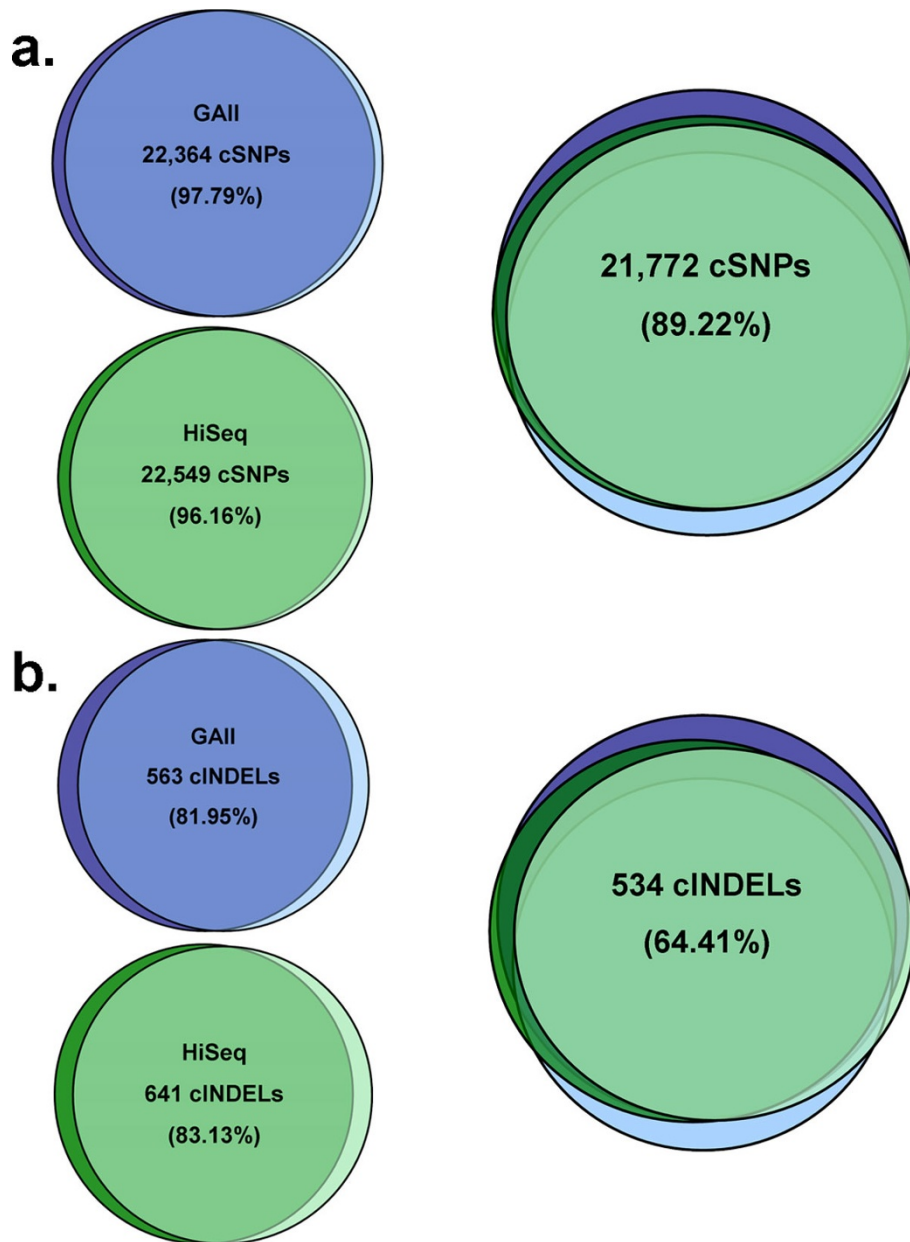 a.
GAII
22,364 cSNPs
(97.79%)
HiSeq
22,549 cSNPs
(96.16%)
21,772 cSNPs
(89.22%)
b.
GAII
563 cINDELs
(81.95%)
HiSeq
641 cINDELs
(83.13%)
534 cINDELs
(64.41%)